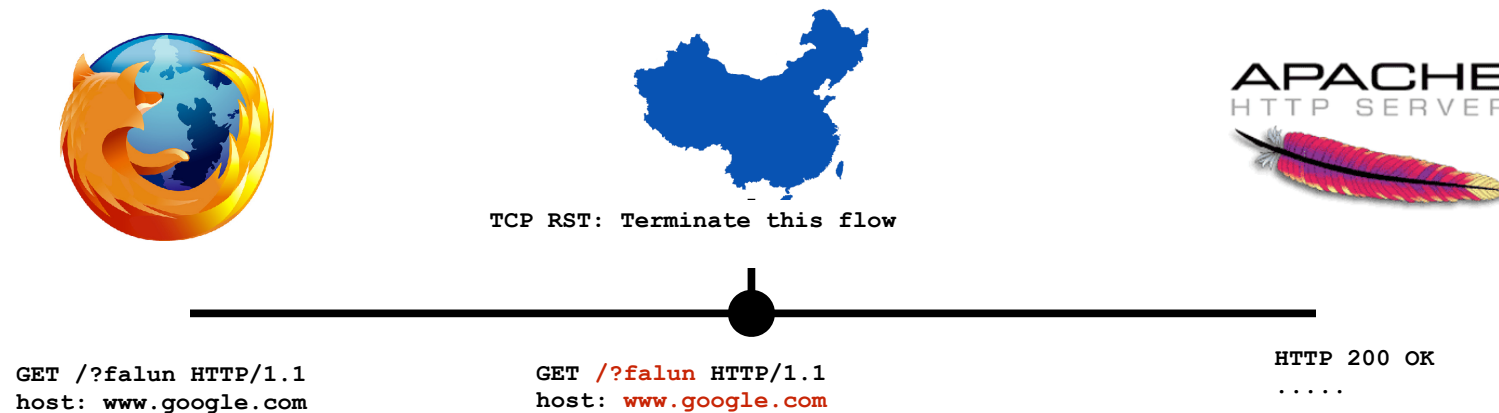 APACHE
HTTP SERVER
TCP RST: Terminate this flow
GET /?falun HTTP/1.1
host: www.google.com
GET /?falun HTTP/1.1
host: www.google.com
HTTP 200 OK
.....